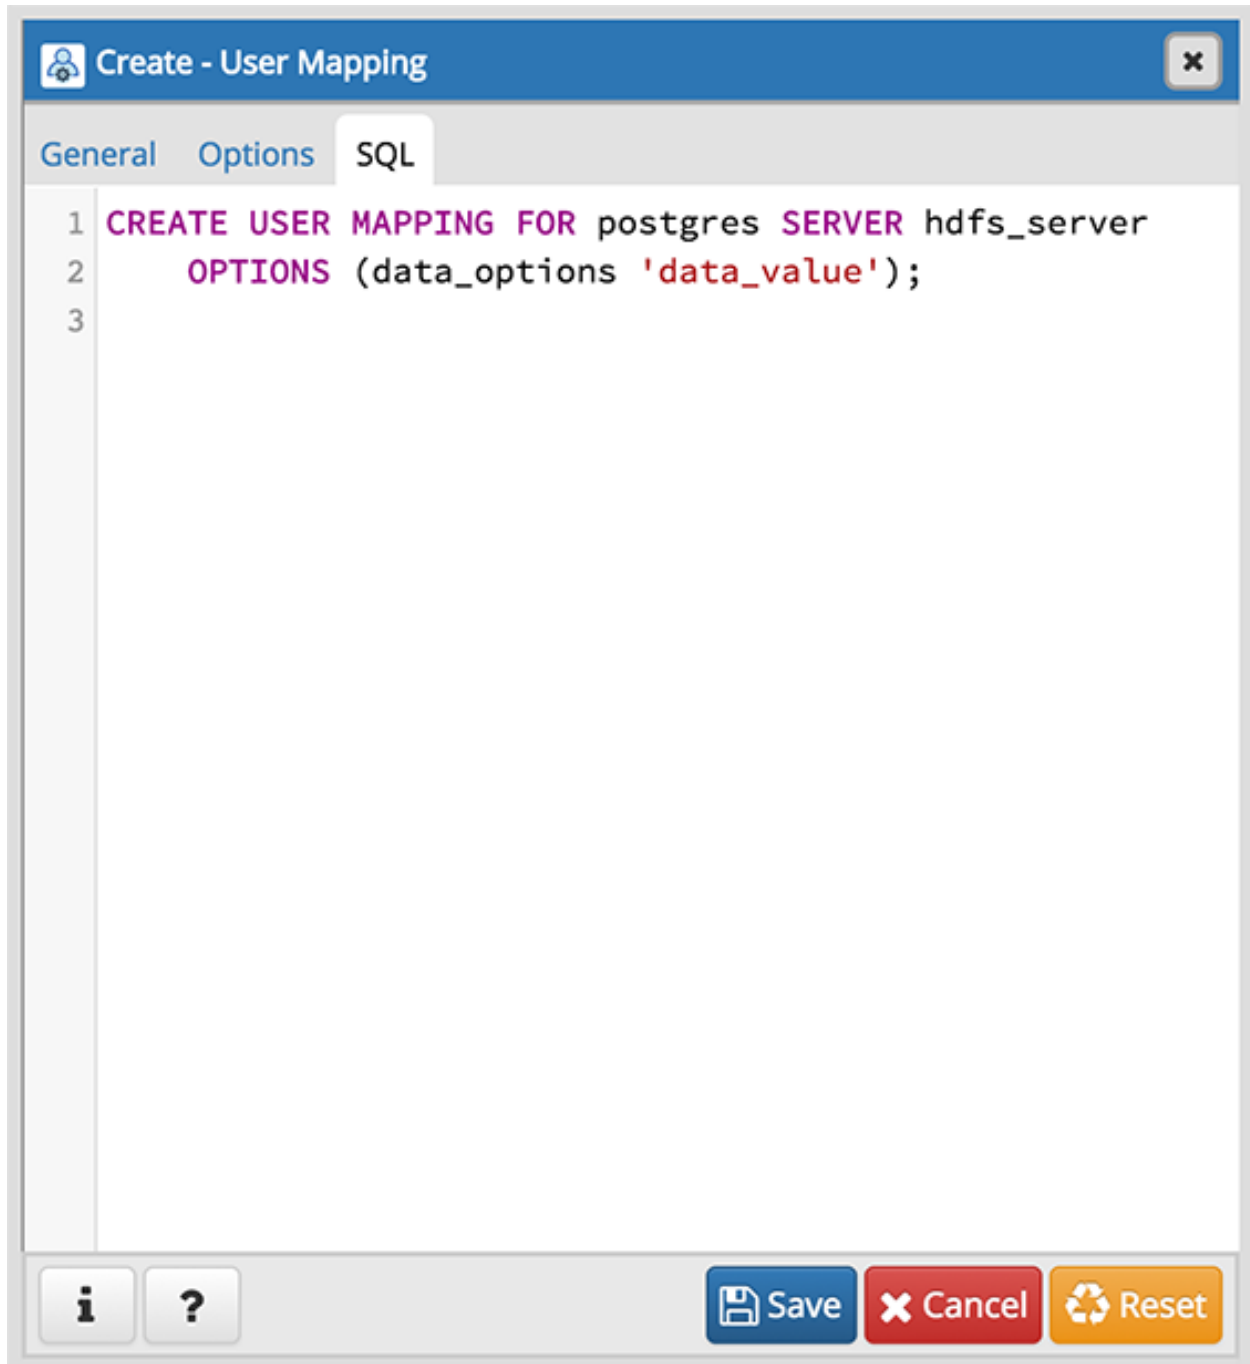 Create - User Mapping
General Options SQL
1 CREATE USER MAPPING FOR postgres SERVER hdfs_server
2     OPTIONS (data_options 'data_value');
3
i ? Save Cancel Reset